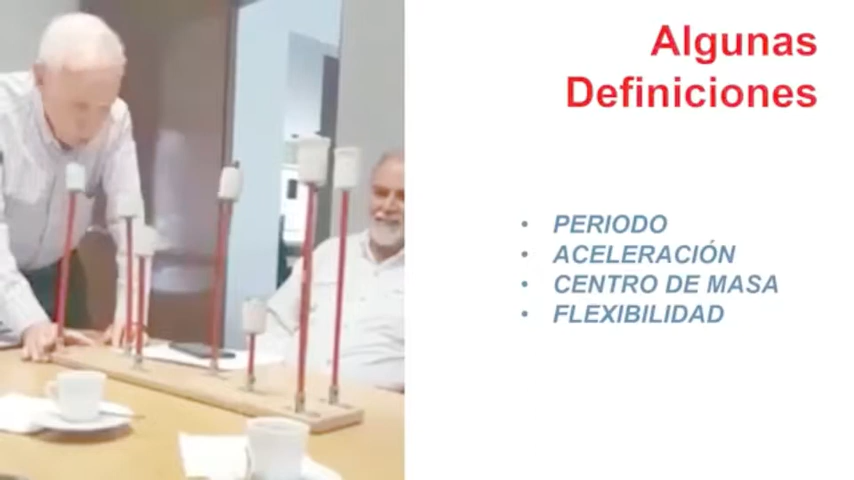 Algunas
Definiciones
• PERIODO
• ACELERACIÓN
• CENTRO DE MASA
• FLEXIBILIDAD